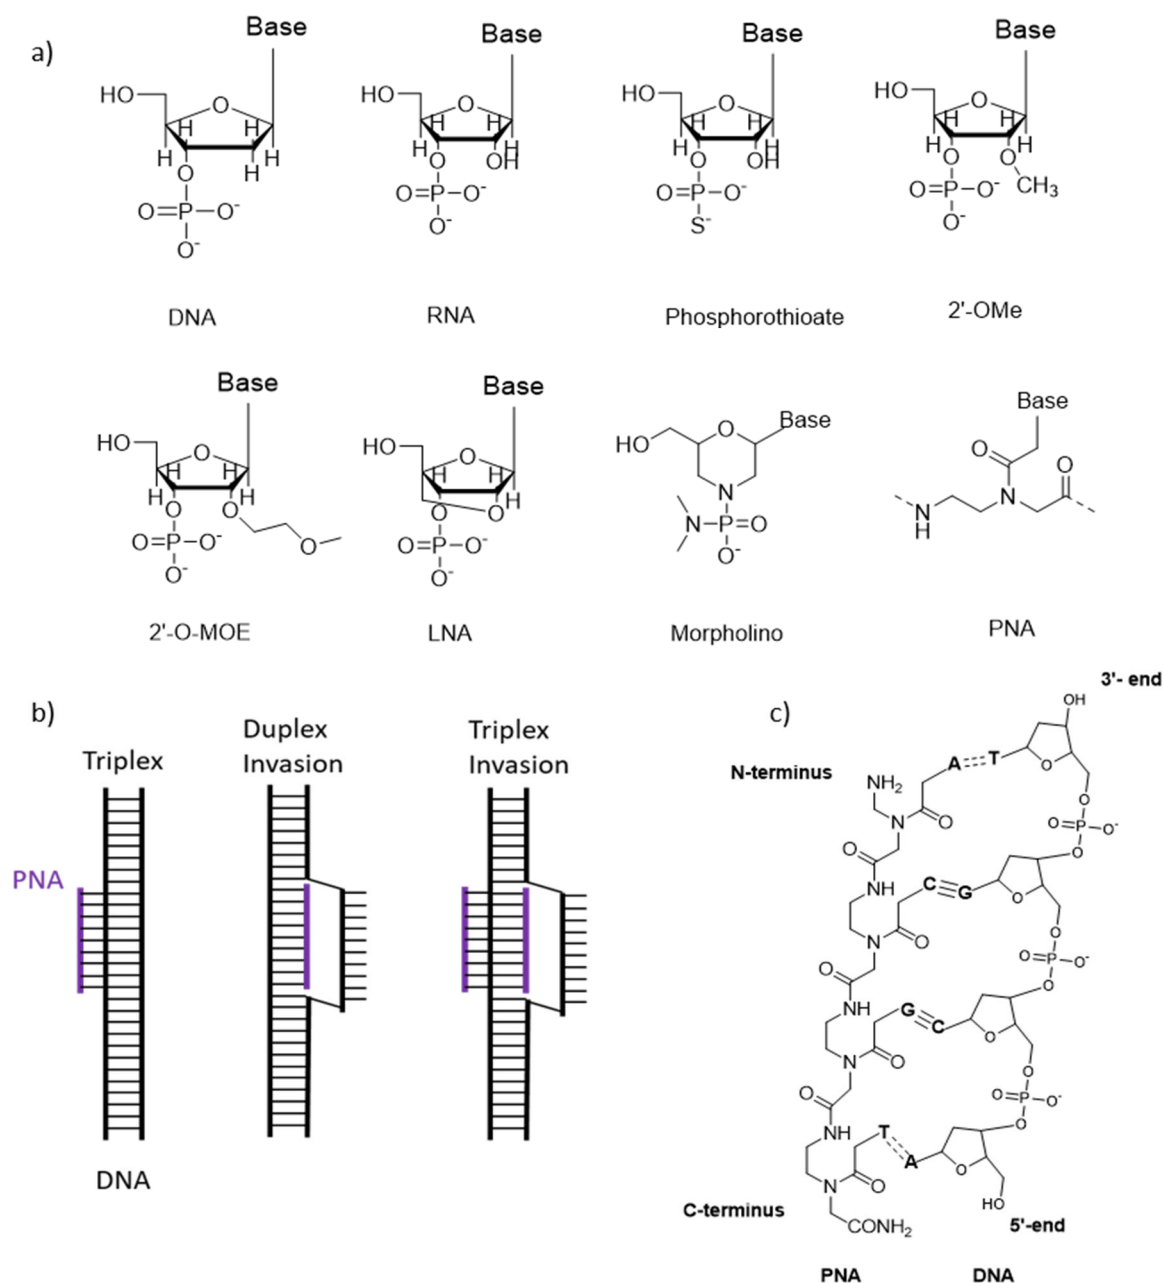 a)
Base
HO
O
H
H
H
H
H
O
O=P–O-
O-
DNA
Base
HO
O
H
H
H
H
O
OH
O=P–O-
O-
RNA
Base
HO
O
H
H
H
H
O
OH
O=P–O-
S-
Phosphorothioate
Base
HO
O
H
H
H
H
O
O
CH3
O=P–O-
O-
2'-OMe
Base
HO
O
H
H
H
H
O
O
O
O=P–O-
O-
2'-O-MOE
Base
HO
O
H
H
H
O
O
O=P–O-
O-
LNA
Base
HO
O
N
N–P=O
O-
Morpholino
Base
O
O
N
N
H
PNA
b)
Triplex
Duplex
Invasion
Triplex
Invasion
PNA
DNA
c)
3'- end
OH
N-terminus
NH2
A
T
O
N
O
O
O=P–O-
O
O
NH
C
G
O
N
O
O
O=P–O-
O
O
NH
G
C
O
N
O
O
O=P–O-
O
O
NH
T
A
O
N
O
HO
C-terminus
CONH2
5'-end
PNA
DNA